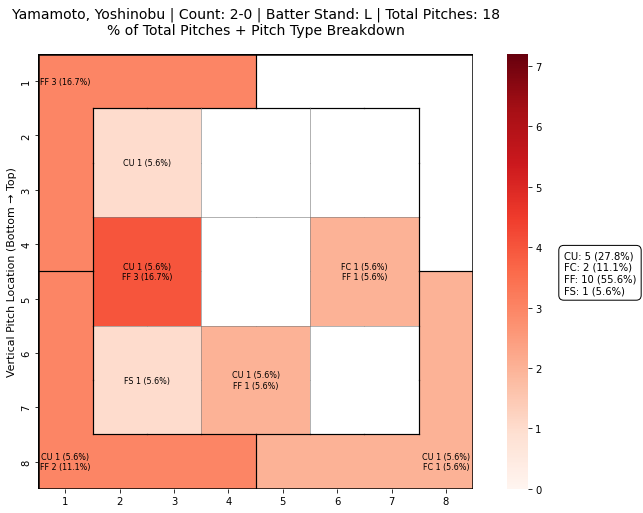 Yamamoto, Yoshinobu | Count: 2-0 | Batter Stand: L | Total Pitches: 18
% of Total Pitches + Pitch Type Breakdown
Vertical Pitch Location (Bottom → Top)
1
2
3
4
5
6
7
8
FF 3 (16.7%)
CU 1 (5.6%)
CU 1 (5.6%)
FF 3 (16.7%)
FC 1 (5.6%)
FF 1 (5.6%)
FS 1 (5.6%)
CU 1 (5.6%)
FF 1 (5.6%)
CU 1 (5.6%)
FF 2 (11.1%)
CU 1 (5.6%)
FC 1 (5.6%)
1
2
3
4
5
6
7
8
7
6
5
4
3
2
1
0
CU: 5 (27.8%)
FC: 2 (11.1%)
FF: 10 (55.6%)
FS: 1 (5.6%)